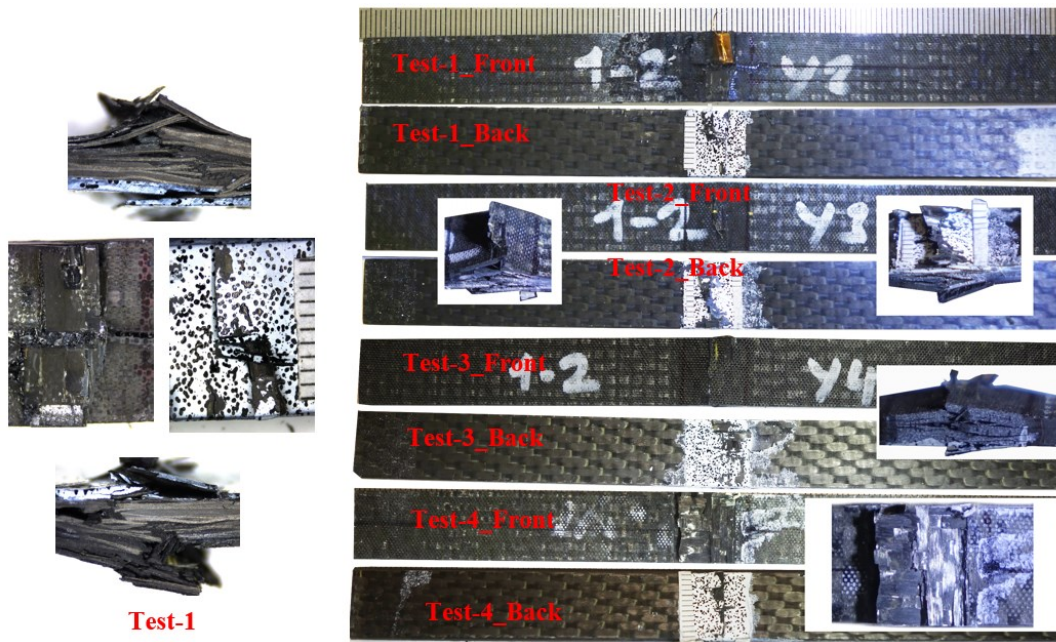 Test-1_Front
1-2 Y1
Test-1_Back
Test-2_Front
1-2 Y3
Test-2_Back
Test-3_Front
1-2 Y4
Test-3_Back
Test-4_Front
Test-4_Back
Test-1